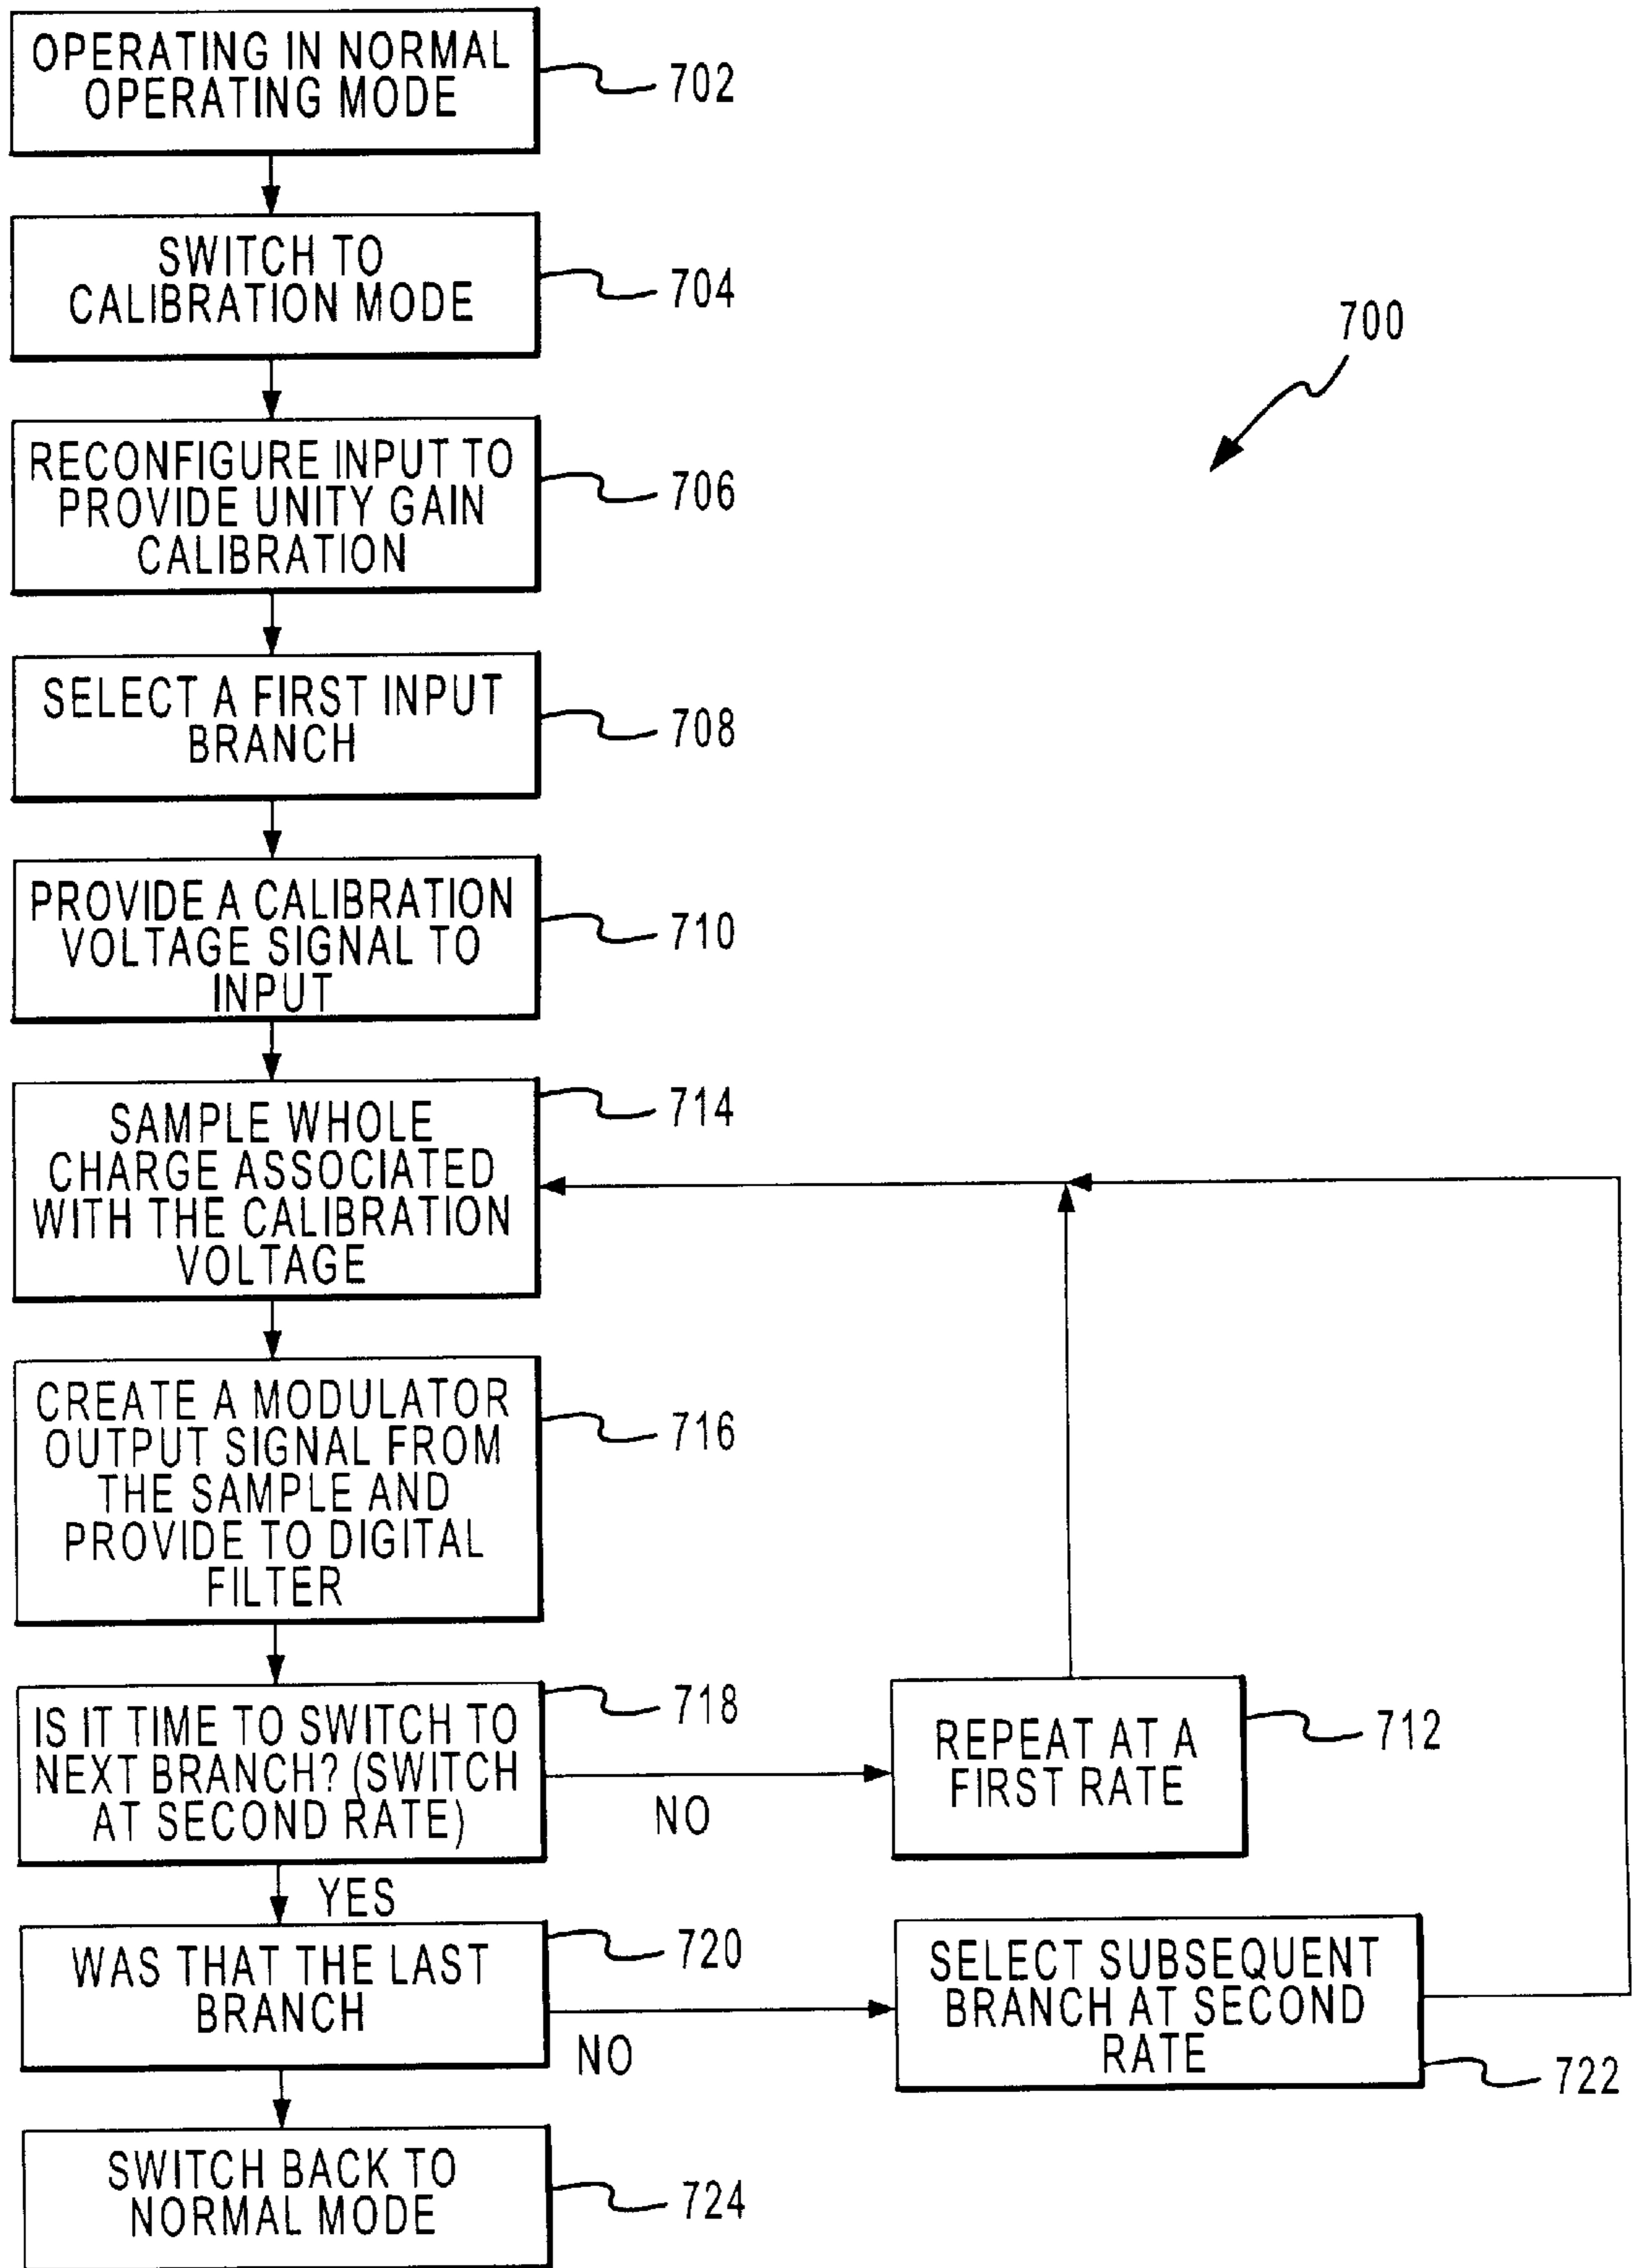 OPERATING IN NORMAL
OPERATING MODE
702
SWITCH TO
CALIBRATION MODE
704
700
RECONFIGURE INPUT TO
PROVIDE UNITY GAIN
CALIBRATION
706
SELECT A FIRST INPUT
BRANCH
708
PROVIDE A CALIBRATION
VOLTAGE SIGNAL TO
INPUT
710
SAMPLE WHOLE
CHARGE ASSOCIATED
WITH THE CALIBRATION
VOLTAGE
714
CREATE A MODULATOR
OUTPUT SIGNAL FROM
THE SAMPLE AND
PROVIDE TO DIGITAL
FILTER
716
IS IT TIME TO SWITCH TO
NEXT BRANCH? (SWITCH
AT SECOND RATE)
718
NO
REPEAT AT A
FIRST RATE
712
YES
WAS THAT THE LAST
BRANCH
720
NO
SELECT SUBSEQUENT
BRANCH AT SECOND
RATE
722
SWITCH BACK TO
NORMAL MODE
724